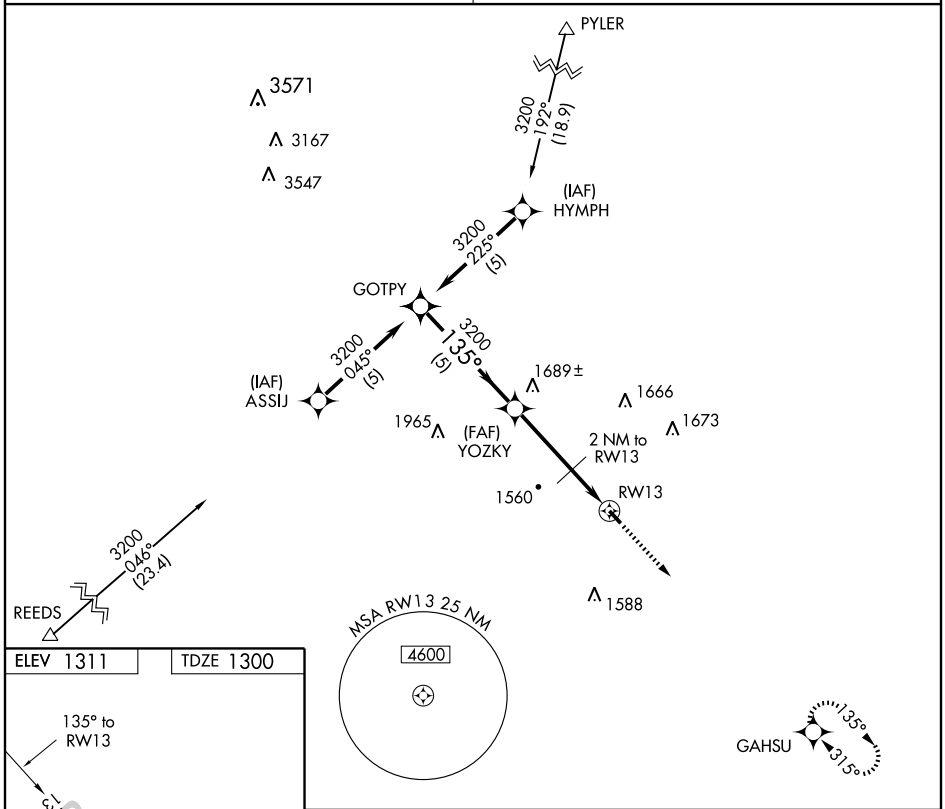 PYLER
3200
192°
(18.9)
3571
3167
3547
(IAF)
HYMPH
3200
225°
(5)
GOTPY
3200
045°
(5)
3200
135°
(5)
(IAF)
ASSIJ
1689±
1666
1965
1673
(FAF)
YOZKY
2 NM to
RW13
1560
RW13
3200
046°
(23.4)
REEDS
1588
MSA RW13 25 NM
4600
ELEV 1311
TDZE 1300
135° to
RW13
13
GAHSU
135°
315°